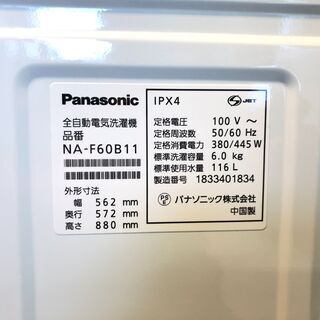 Panasonic
全自動電気洗濯機
品番
NA-F60B11
外形寸法
幅 562 mm
奥行 572 mm
高さ 880 mm
IPX4
S JET
定格電圧 100 V ～
定格周波数 50/60 Hz
定格消費電力 380/445 W
標準洗濯容量 6.0 kg
標準使用水量 116 L
製造番号 1833401834
PS E パナソニック株式会社
中国製